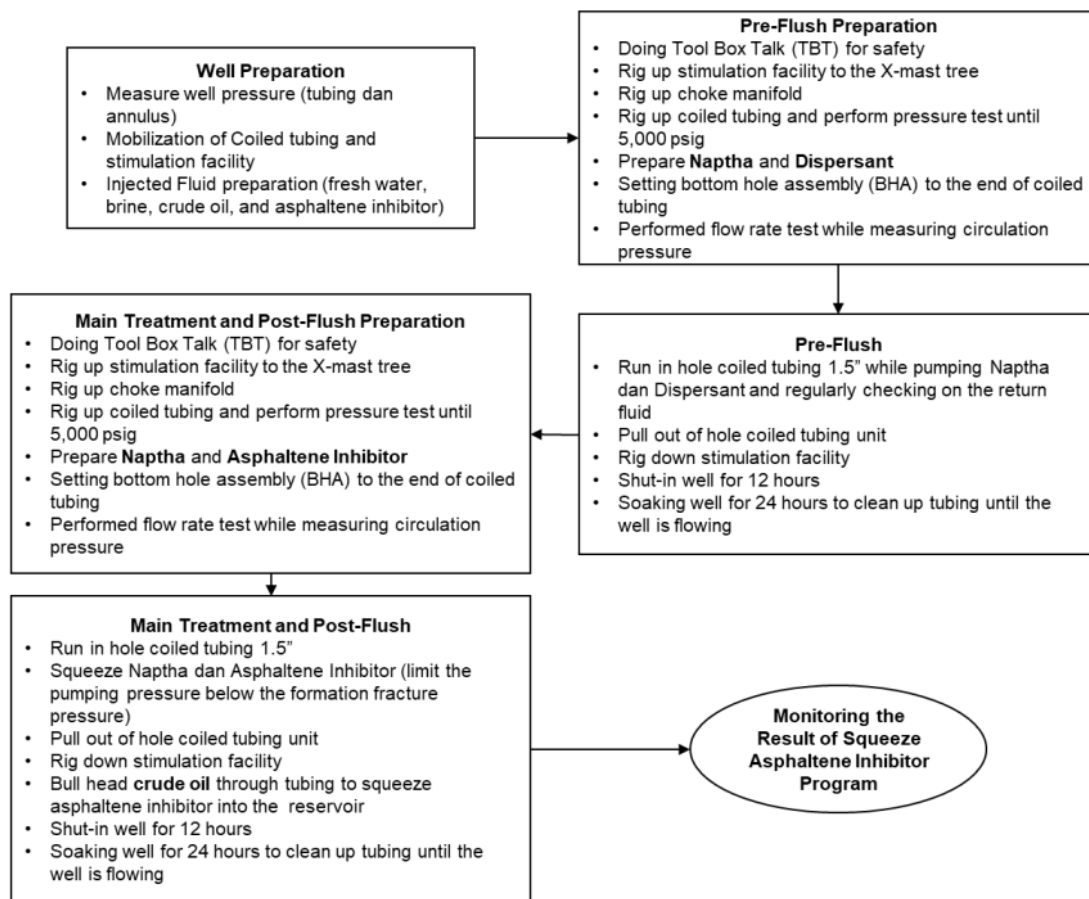 Well Preparation
• Measure well pressure (tubing dan
annulus)
• Mobilization of Coiled tubing and
stimulation facility
• Injected Fluid preparation (fresh water,
brine, crude oil, and asphaltene inhibitor)
Pre-Flush Preparation
• Doing Tool Box Talk (TBT) for safety
• Rig up stimulation facility to the X-mast tree
• Rig up choke manifold
• Rig up coiled tubing and perform pressure test until
5,000 psig
• Prepare Naptha and Dispersant
• Setting bottom hole assembly (BHA) to the end of coiled
tubing
• Performed flow rate test while measuring circulation
pressure
Pre-Flush
• Run in hole coiled tubing 1.5” while pumping Naptha
dan Dispersant and regularly checking on the return
fluid
• Pull out of hole coiled tubing unit
• Rig down stimulation facility
• Shut-in well for 12 hours
• Soaking well for 24 hours to clean up tubing until the
well is flowing
Main Treatment and Post-Flush Preparation
• Doing Tool Box Talk (TBT) for safety
• Rig up stimulation facility to the X-mast tree
• Rig up choke manifold
• Rig up coiled tubing and perform pressure test until
5,000 psig
• Prepare Naptha and Asphaltene Inhibitor
• Setting bottom hole assembly (BHA) to the end of coiled
tubing
• Performed flow rate test while measuring circulation
pressure
Main Treatment and Post-Flush
• Run in hole coiled tubing 1.5”
• Squeeze Naptha dan Asphaltene Inhibitor (limit the
pumping pressure below the formation fracture
pressure)
• Pull out of hole coiled tubing unit
• Rig down stimulation facility
• Bull head crude oil through tubing to squeeze
asphaltene inhibitor into the reservoir
• Shut-in well for 12 hours
• Soaking well for 24 hours to clean up tubing until the
well is flowing
Monitoring the
Result of Squeeze
Asphaltene Inhibitor
Program